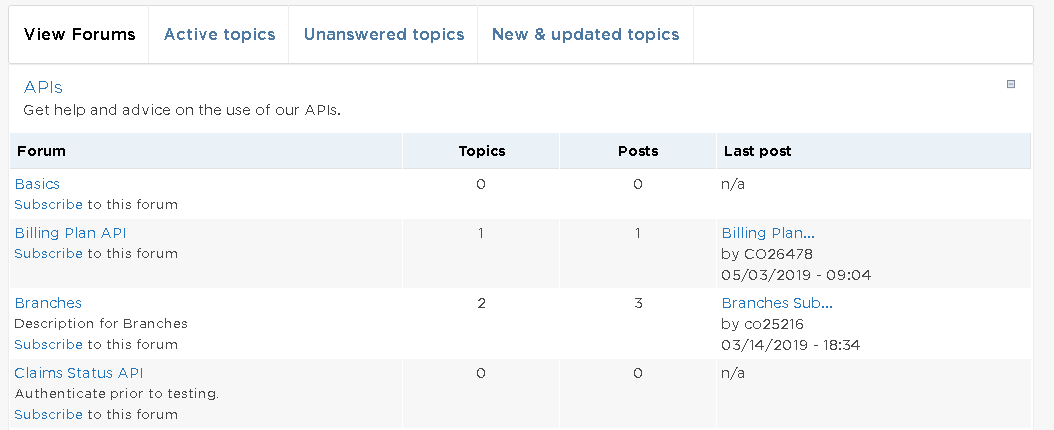 View Forums Active topics Unanswered topics New & updated topics
APIs
Get help and advice on the use of our APIs.
Forum Topics Posts Last post
Basics 0 0 n/a
Subscribe to this forum
Billing Plan API 1 1 Billing Plan...
Subscribe to this forum by CO26478
05/03/2019 - 09:04
Branches 2 3 Branches Sub...
Description for Branches by co25216
Subscribe to this forum 03/14/2019 - 18:34
Claims Status API 0 0 n/a
Authenticate prior to testing.
Subscribe to this forum